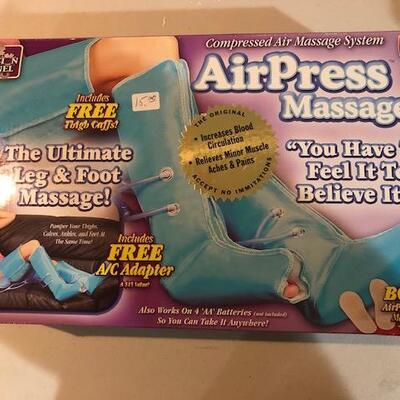 Compressed Air Massage System
AirPress
Massage
Includes
FREE
Thigh Cuffs!
15.00
THE ORIGINAL
• Increases Blood
Circulation
• Relieves Minor Muscle
Aches & Pains
ACCEPT NO IMMITATIONS
The Ultimate
Leg & Foot
Massage!
"You Have
Feel It To
Believe It
Pamper Your Thighs,
Calves, Ankles, and Feet At
The Same Time!
Includes
FREE
A/C Adapter
Also Works On 4 'AA' Batteries (not included)
So You Can Take It Anywhere!